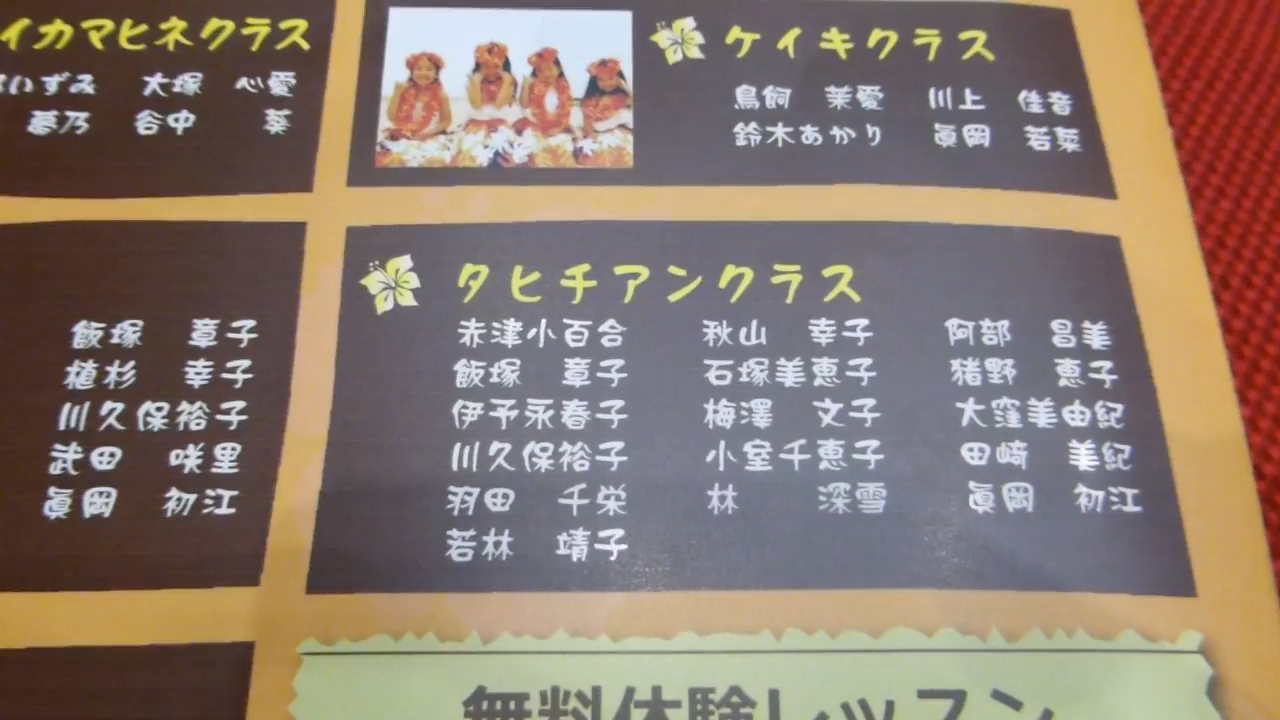 イカマヒネクラス
いずみ 大塚 心愛
夢乃 谷中 菜
ケイキクラス
鳥飼 茉愛 川上 佳音
鈴木あかり 眞岡 若菜
飯塚 章子
植杉 幸子
川久保裕子
武田 咲里
眞岡 初江
タヒチアンクラス
赤津小百合 秋山 幸子 阿部 昌美
飯塚 章子 石塚美恵子 猪野 恵子
伊予永春子 梅澤 文子 大窪美由紀
川久保裕子 小室千恵子 田崎 美紀
羽田 千栄 林 深雪 眞岡 初江
若林 靖子
無料体験レッスン